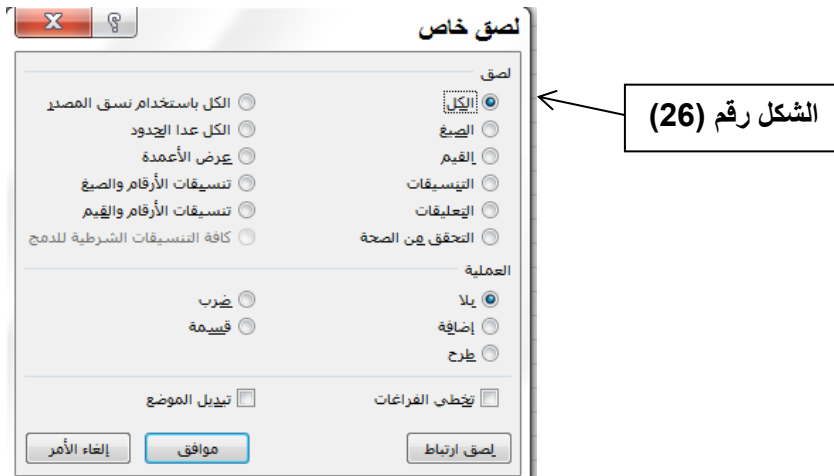 لصق خاص
الشكل رقم (26)
لصق
الكل
الكل باستخدام نسق المصدر
الصيغ
الكل عدا الحدود
القيم
عرض الأعمدة
التنسيقات
تنسيقات الأرقام والصيغ
التعليقات
تنسيقات الأرقام والقيم
التحقق من الصحة
كافة التنسيقات الشرطية للدمج
العملية
بلا
ضرب
إضافة
قسمة
طرح
تخطي الفراغات
تبديل الموضع
لصق ارتباط
موافق
إلغاء الأمر